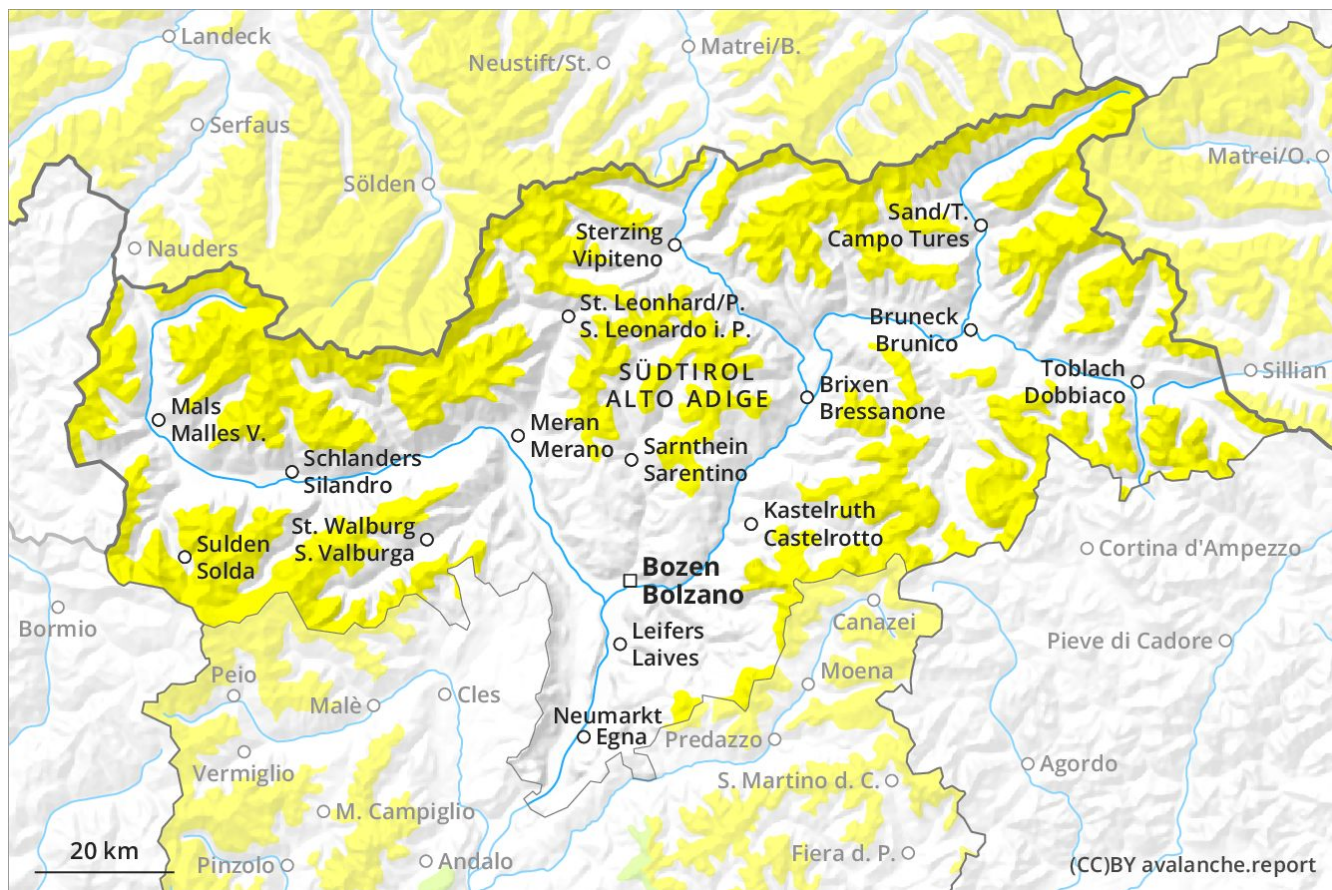 Landeck
Matrei/B.
Neustift/St.
Serfaus
Matrei/O.
Sölden
Sand/T.
Campo Tures
Sterzing
Vipiteno
Nauders
St. Leonhard/P.
S. Leonardo i. P.
Bruneck
Brunico
SÜDTIROL
ALTO ADIGE
Toblach
Dobbiaco
Sillian
Brixen
Bressanone
Mals
Malles V.
Meran
Merano
Sarnthein
Sarentino
Schlanders
Silandro
Kastelruth
Castelrotto
St. Walburg
S. Valburga
Sulden
Solda
Cortina d'Ampezzo
Bozen
Bolzano
Bormio
Canazei
Leifers
Laives
Pieve di Cadore
Moena
Peio
Malè
Cles
Neumarkt
Egna
Predazzo
Vermiglio
Agordo
S. Martino d. C.
M. Campiglio
20 km
Pinzolo
Andalo
Fiera d. P.
(CC)BY avalanche.report